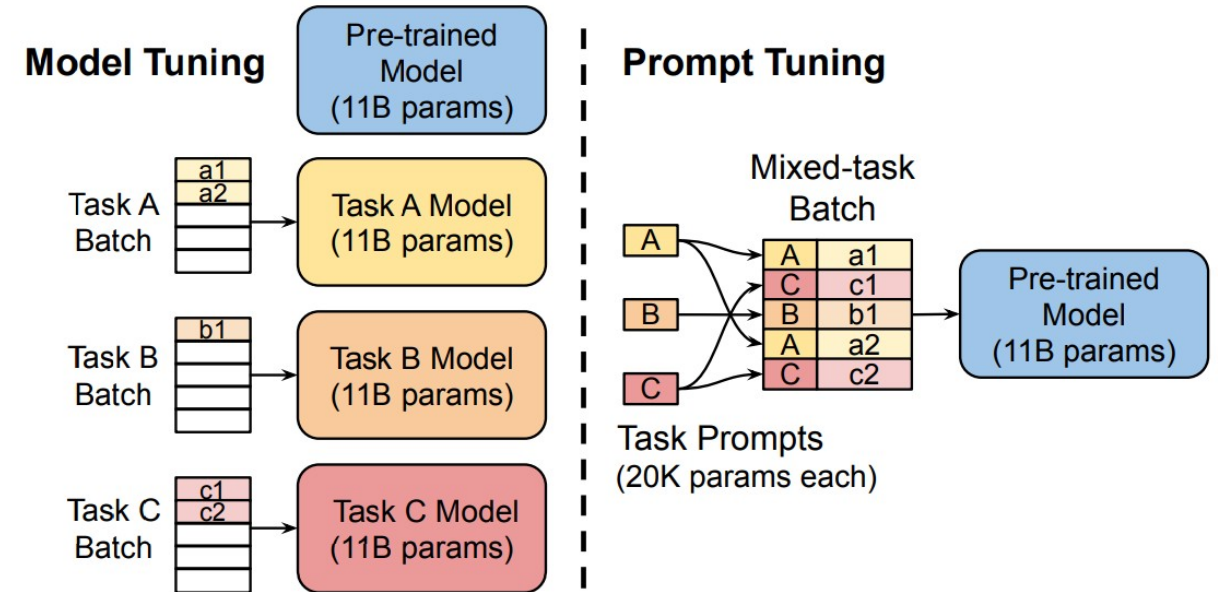 Model Tuning
Pre-trained
Model
(11B params)
Task A
Batch
a1
a2
Task A Model
(11B params)
Task B
Batch
b1
Task B Model
(11B params)
Task C
Batch
c1
c2
Task C Model
(11B params)
Prompt Tuning
Mixed-task
Batch
A
B
C
A a1
C c1
B b1
A a2
C c2
Task Prompts
(20K params each)
Pre-trained
Model
(11B params)